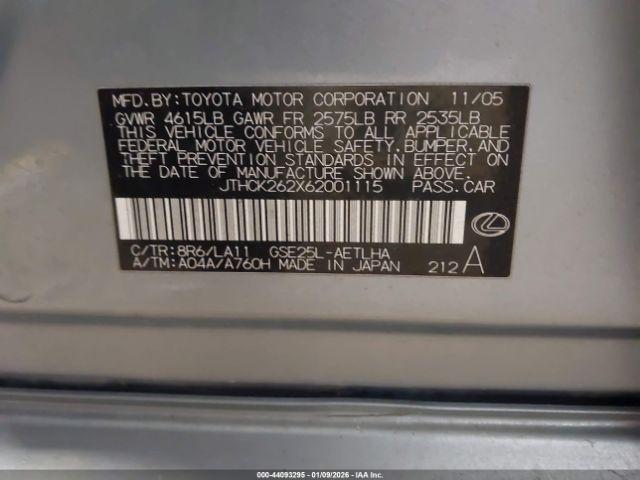 MFD.BY:TOYOTA MOTOR CORPORATION 11/05
GVWR 4615LB GAWR FR 2575LB RR 2535LB
THIS VEHICLE CONFORMS TO ALL APPLICABLE
FEDERAL MOTOR VEHICLE SAFETY,BUMPER,AND
THEFT PREVENTION STANDARDS IN EFFECT ON
THE DATE OF MANUFACTURE SHOWN ABOVE.
JTHCK262X62001115 PASS.CAR
C/TR:8R6/LA11 GSE25L-AETLHA
A/TM:A04A/A760H MADE IN JAPAN 212 A
000-44093295 - 01/09/2026 - IAAI.COM